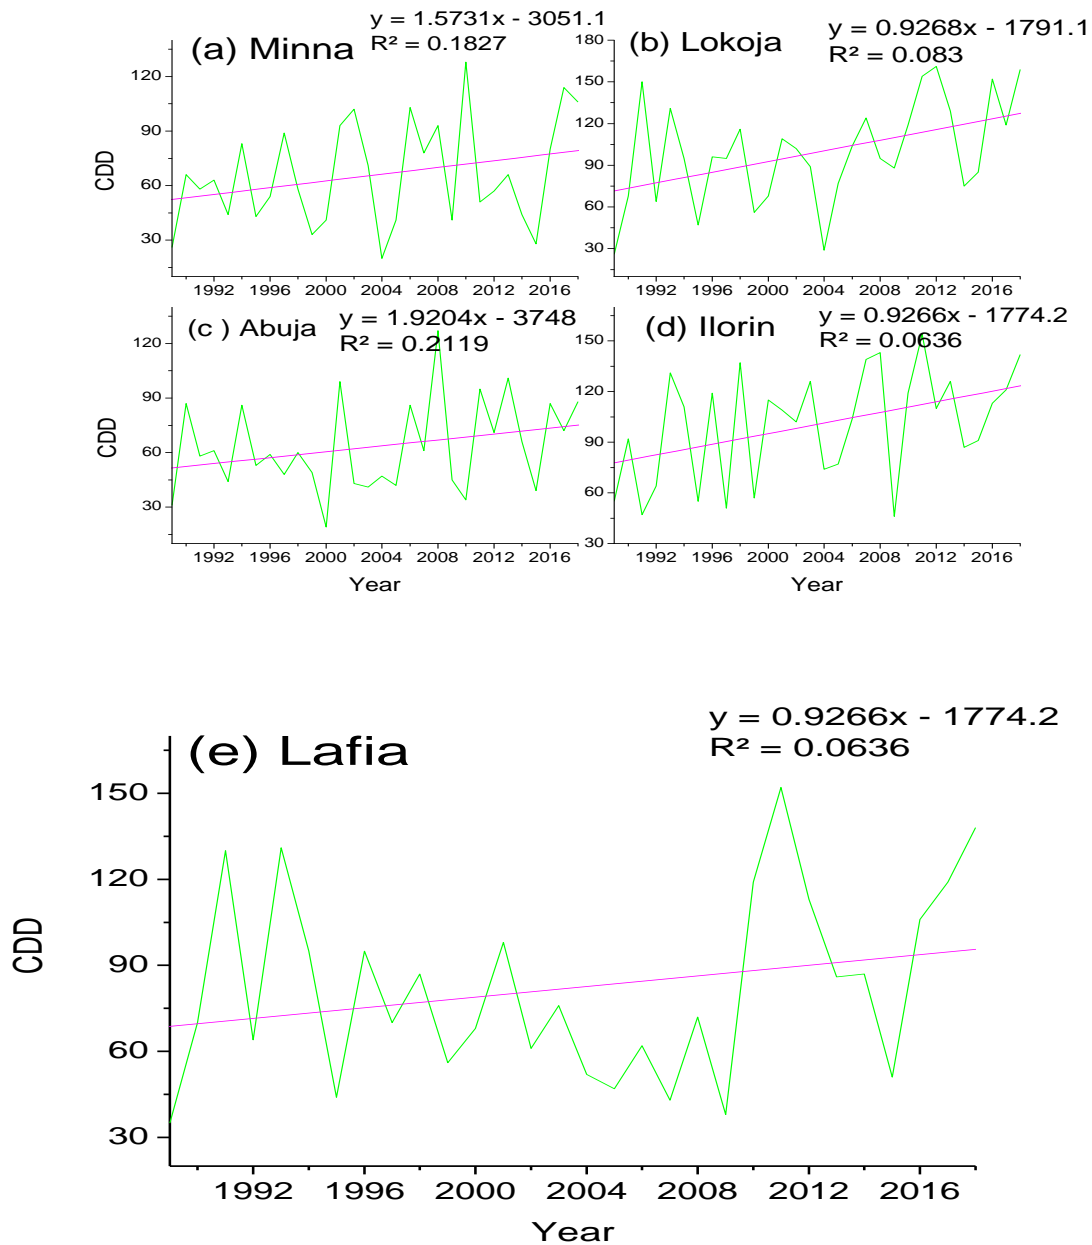 (a) Minna
y = 1.5731x - 3051.1
R² = 0.1827
CDD
120
90
60
30
1992 1996 2000 2004 2008 2012 2016
(b) Lokoja
y = 0.9268x - 1791.1
R² = 0.083
180
150
120
90
60
30
1992 1996 2000 2004 2008 2012 2016
(c ) Abuja
y = 1.9204x - 3748
R² = 0.2119
CDD
120
90
60
30
1992 1996 2000 2004 2008 2012 2016
Year
(d) Ilorin
y = 0.9266x - 1774.2
R² = 0.0636
150
120
90
60
30
1992 1996 2000 2004 2008 2012 2016
Year
(e) Lafia
y = 0.9266x - 1774.2
R² = 0.0636
CDD
150
120
90
60
30
1992 1996 2000 2004 2008 2012 2016
Year